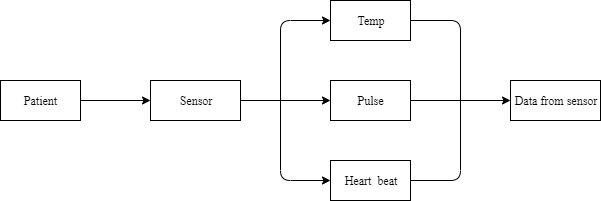 Temp
Patient
Sensor
Pulse
Data from sensor
Heart beat